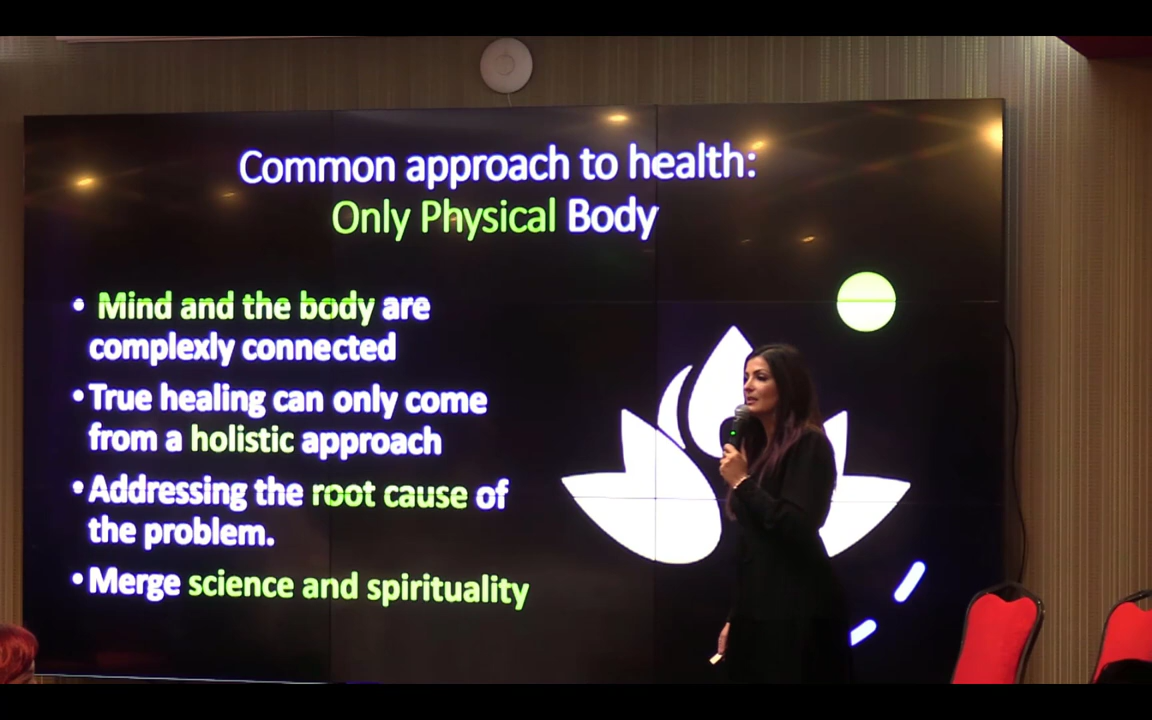 Common approach to health:
Only Physical Body
• Mind and the body are
complexly connected
• True healing can only come
from a holistic approach
• Addressing the root cause of
the problem.
• Merge science and spirituality